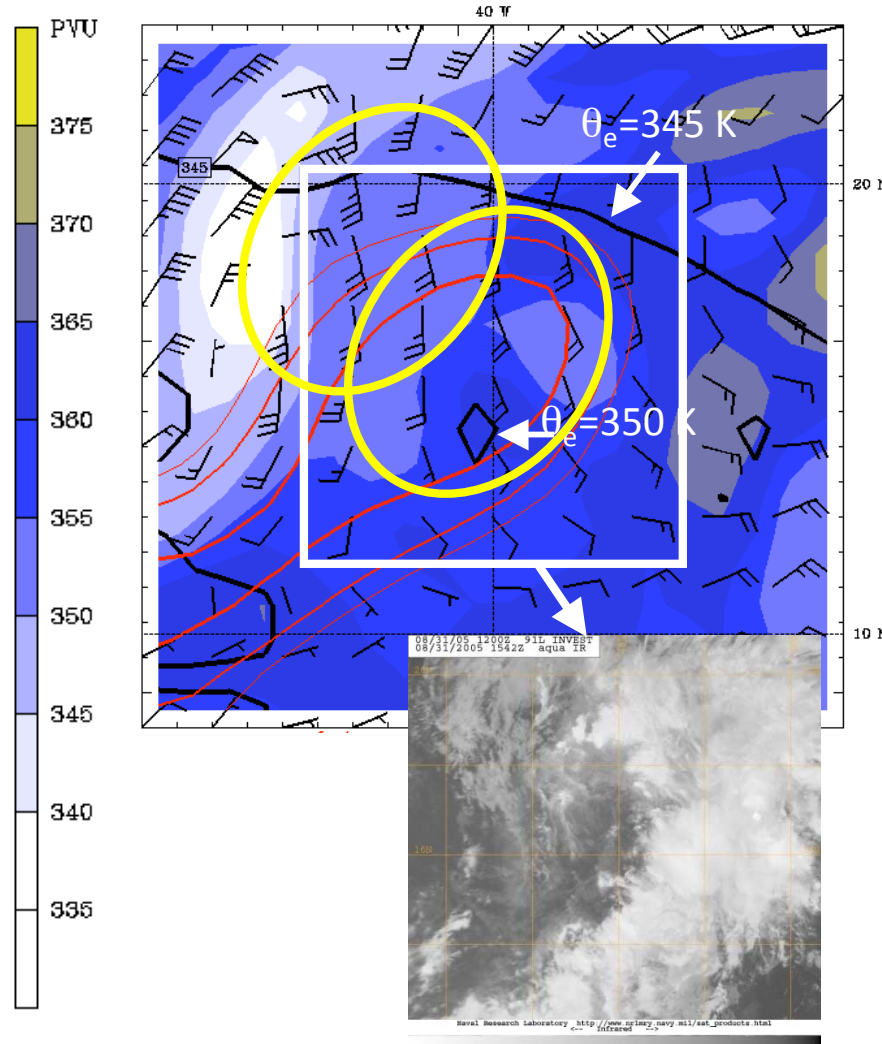 40 W
PVU
375
370
365
360
355
350
345
340
335
θe=345 K
345
20 N
θe=350 K
10 N
08/31/05 1200Z 91L INVEST
08/31/2005 1542Z aqua IR
16N
Naval Research Laboratory http://www.nrlmry.navy.mil/sat_products.html
<-- Infrared -->